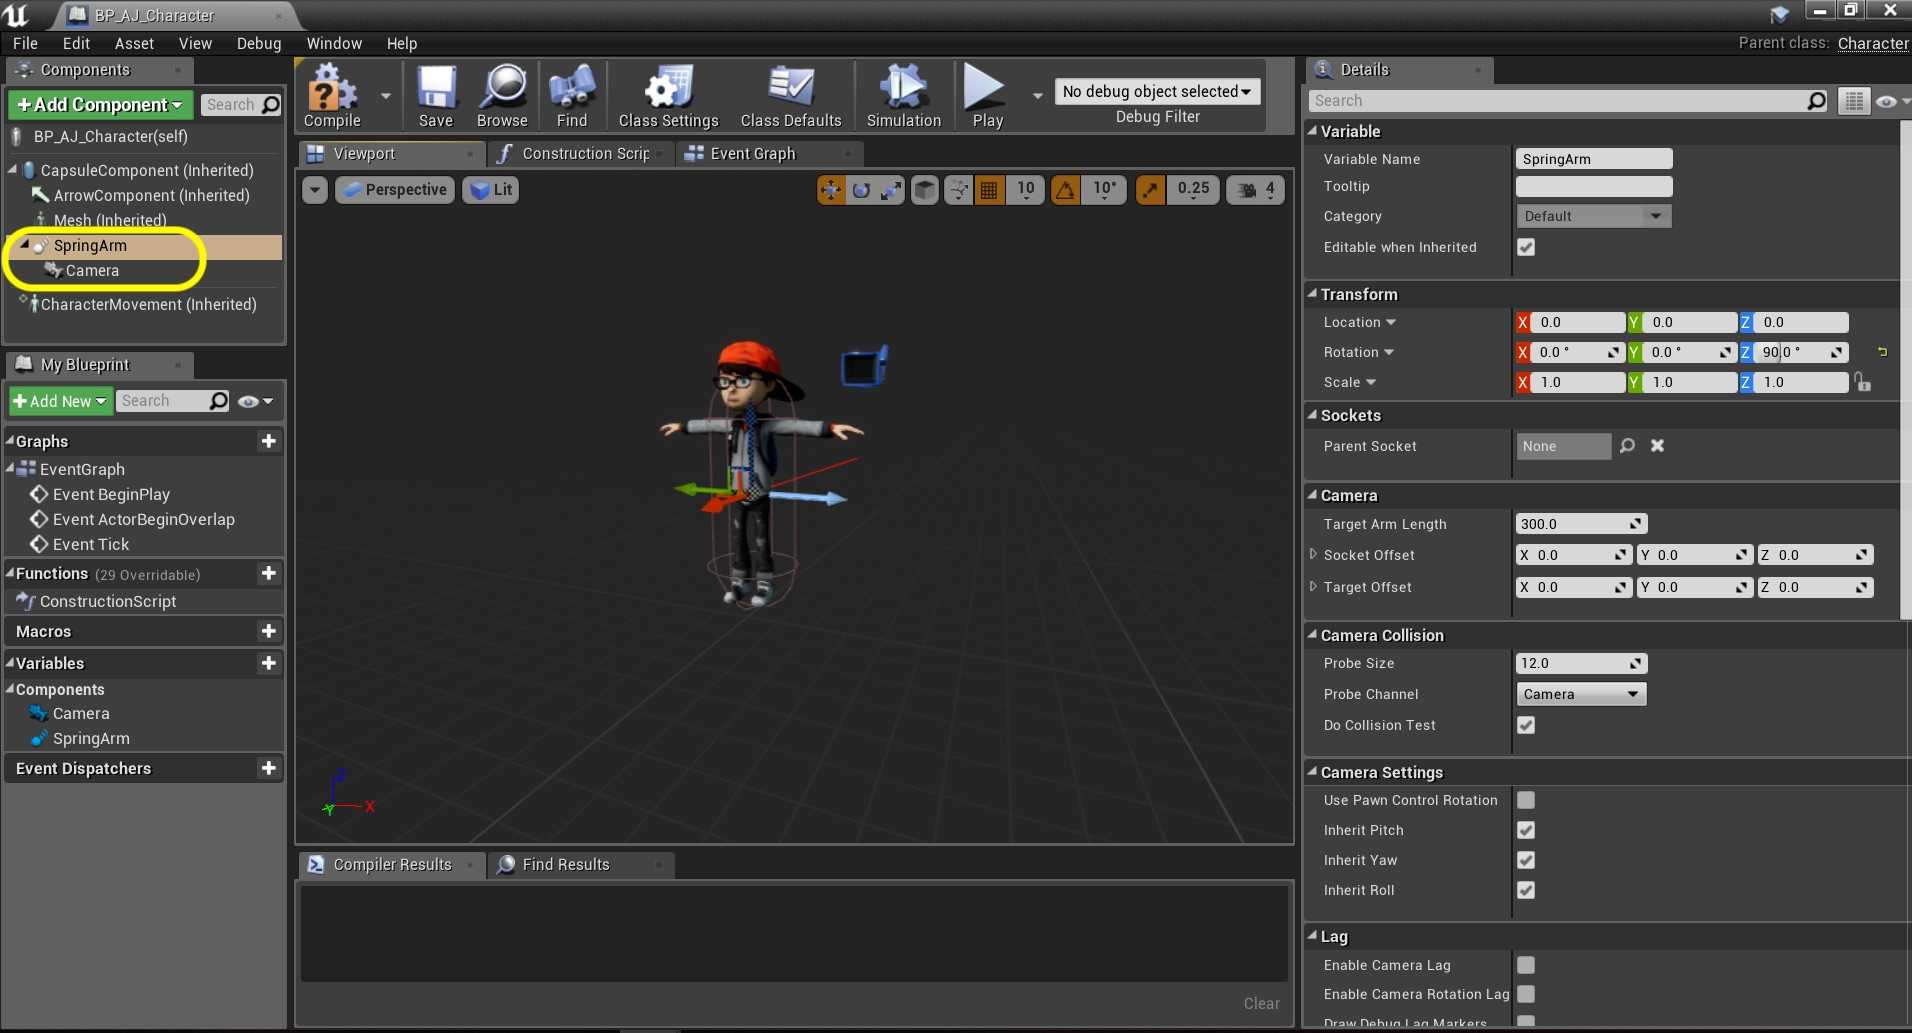 BP_AJ_Character
File Edit Asset View Debug Window Help
Parent class: Character
Components
+Add Component Search
BP_AJ_Character(self)
CapsuleComponent (Inherited)
ArrowComponent (Inherited)
Mesh (Inherited)
SpringArm
Camera
CharacterMovement (Inherited)
My Blueprint
+Add New Search
Graphs
EventGraph
Event BeginPlay
Event ActorBeginOverlap
Event Tick
Functions (29 Overridable)
ConstructionScript
Macros
Variables
Components
Camera
SpringArm
Event Dispatchers
Compile Save Browse Find Class Settings Class Defaults Simulation Play
No debug object selected
Debug Filter
Viewport Construction Scrip Event Graph
Perspective Lit 10 10° 0.25 4
Z
Y X
Compiler Results Find Results
Clear
Details
Search
Variable
Variable Name SpringArm
Tooltip
Category Default
Editable when Inherited
Transform
Location X 0.0 Y 0.0 Z 0.0
Rotation X 0.0 ° Y 0.0 ° Z 90.0 °
Scale X 1.0 Y 1.0 Z 1.0
Sockets
Parent Socket None
Camera
Target Arm Length 300.0
Socket Offset X 0.0 Y 0.0 Z 0.0
Target Offset X 0.0 Y 0.0 Z 0.0
Camera Collision
Probe Size 12.0
Probe Channel Camera
Do Collision Test
Camera Settings
Use Pawn Control Rotation
Inherit Pitch
Inherit Yaw
Inherit Roll
Lag
Enable Camera Lag
Enable Camera Rotation Lag
Draw Debug Lag Markers